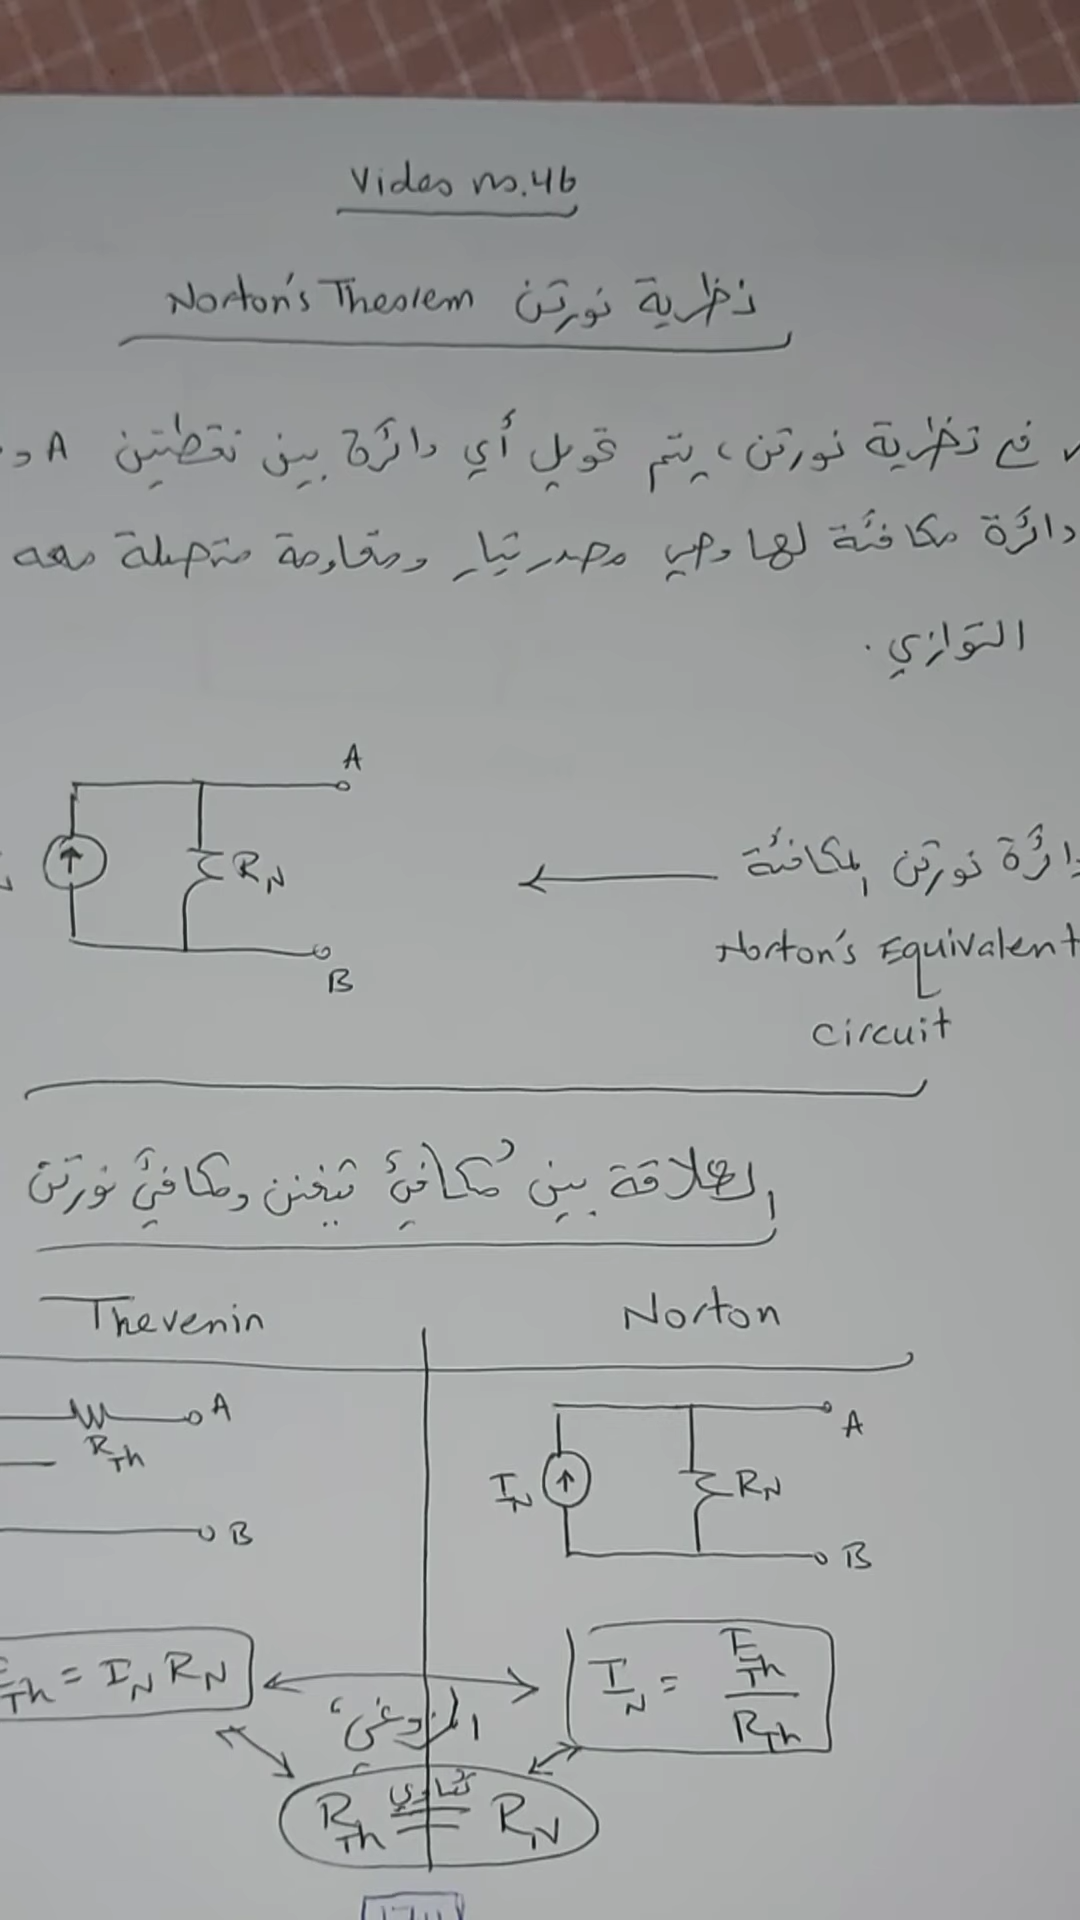 Video no.46
نظرية نورتن Norton's Theorem
في نظرية نورتن، يتم تحويل أي دائرة بين نقطتين A و
دائرة مكافئة لها وهي مصدر تيار ومقاومة متصلة معه
التوازي.
A
RN
B
دائرة نورتن المكافئة
Norton's Equivalent
circuit
العلاقة بين مُكافئ ثيفنن ومكافئ نورتن
Thevenin
Norton
A
RTh
B
A
IN
RN
B
ETh = IN RN
IN = ETh / RTh
RTh تساوي = RN